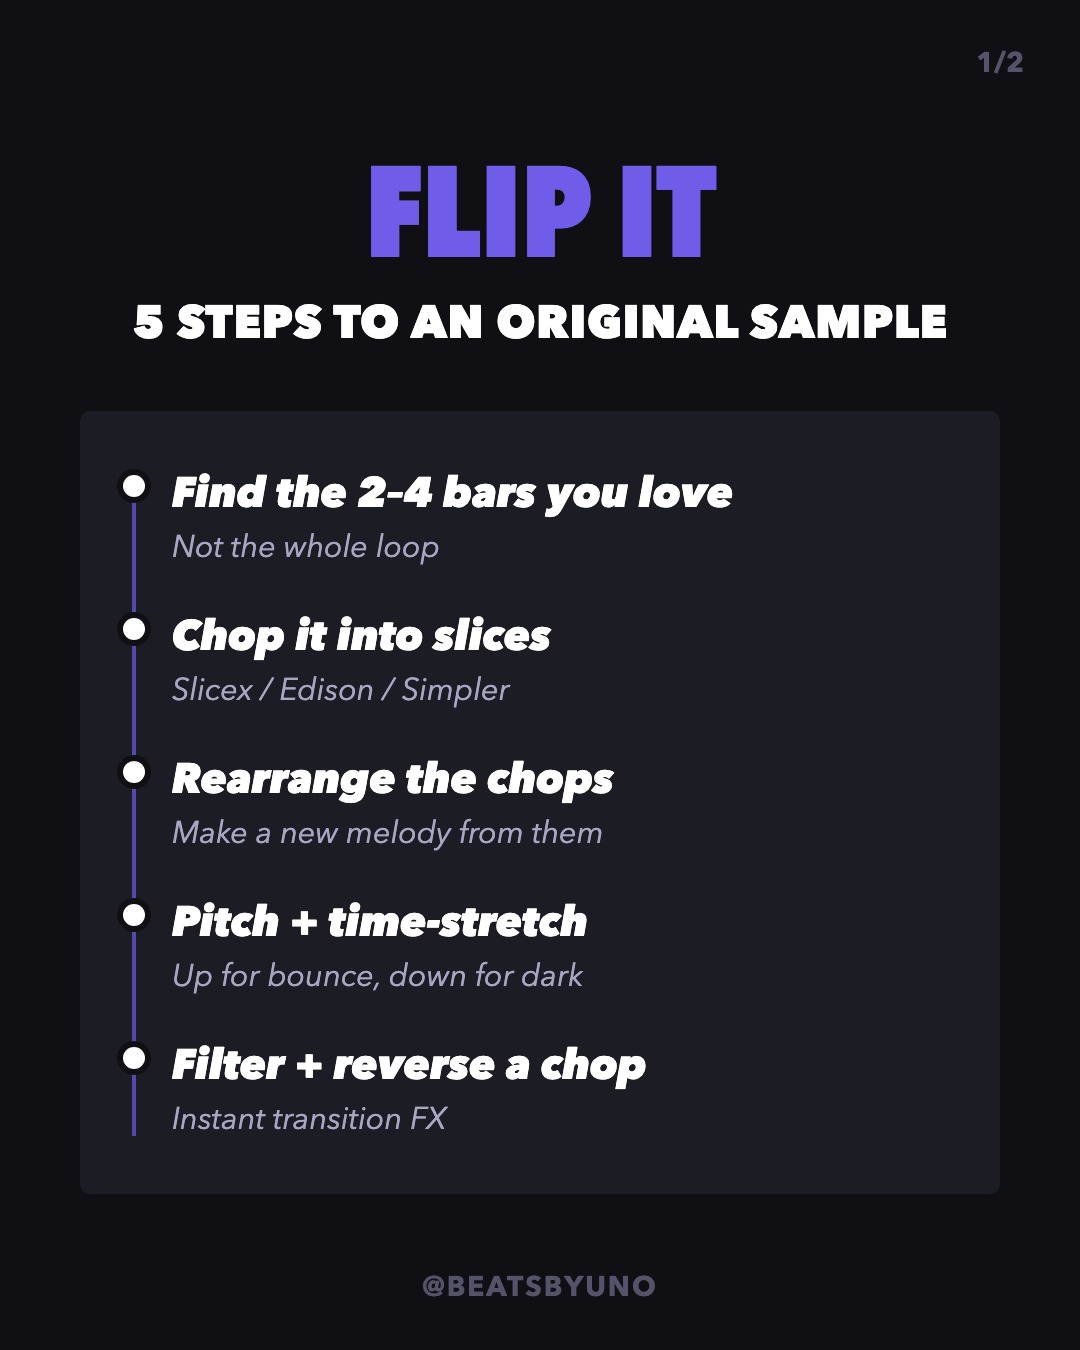 1/2
FLIP IT
5 STEPS TO AN ORIGINAL SAMPLE
Find the 2–4 bars you love
Not the whole loop
Chop it into slices
Slicex / Edison / Simpler
Rearrange the chops
Make a new melody from them
Pitch + time-stretch
Up for bounce, down for dark
Filter + reverse a chop
Instant transition FX
@BEATSBYUNO